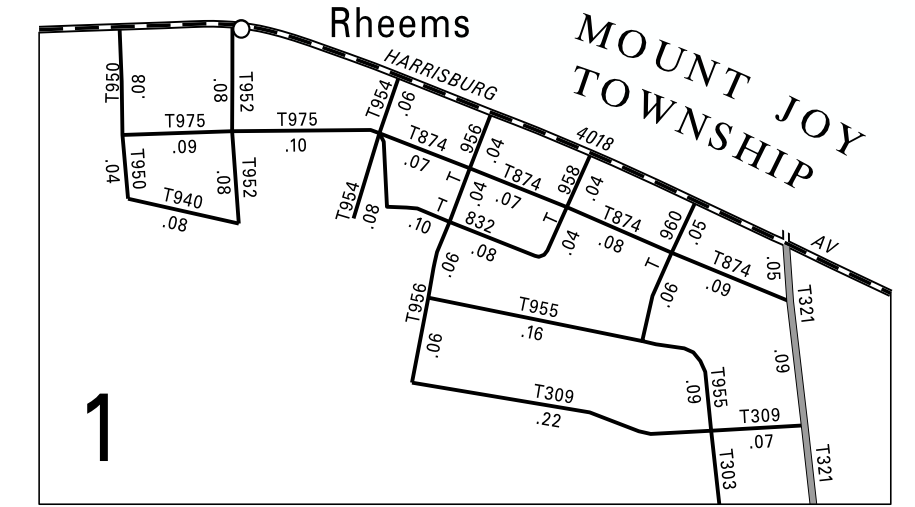 Rheems
MOUNT JOY
TOWNSHIP
HARRISBURG
4018
AV
T950
.08
.08
T952
T954
.06
T975
.09
T975
.10
T874
.07
956
T
.04
T874
.07
958
T
.04
T874
.08
960
T
.05
T874
.09
.05
T321
T950
.04
T940
.08
.08
T952
T954
.08
.10
.04
T
832
.08
.04
.06
.06
T956
T955
.16
.06
.09
T309
.22
.09
T955
T309
.07
T303
T321
1